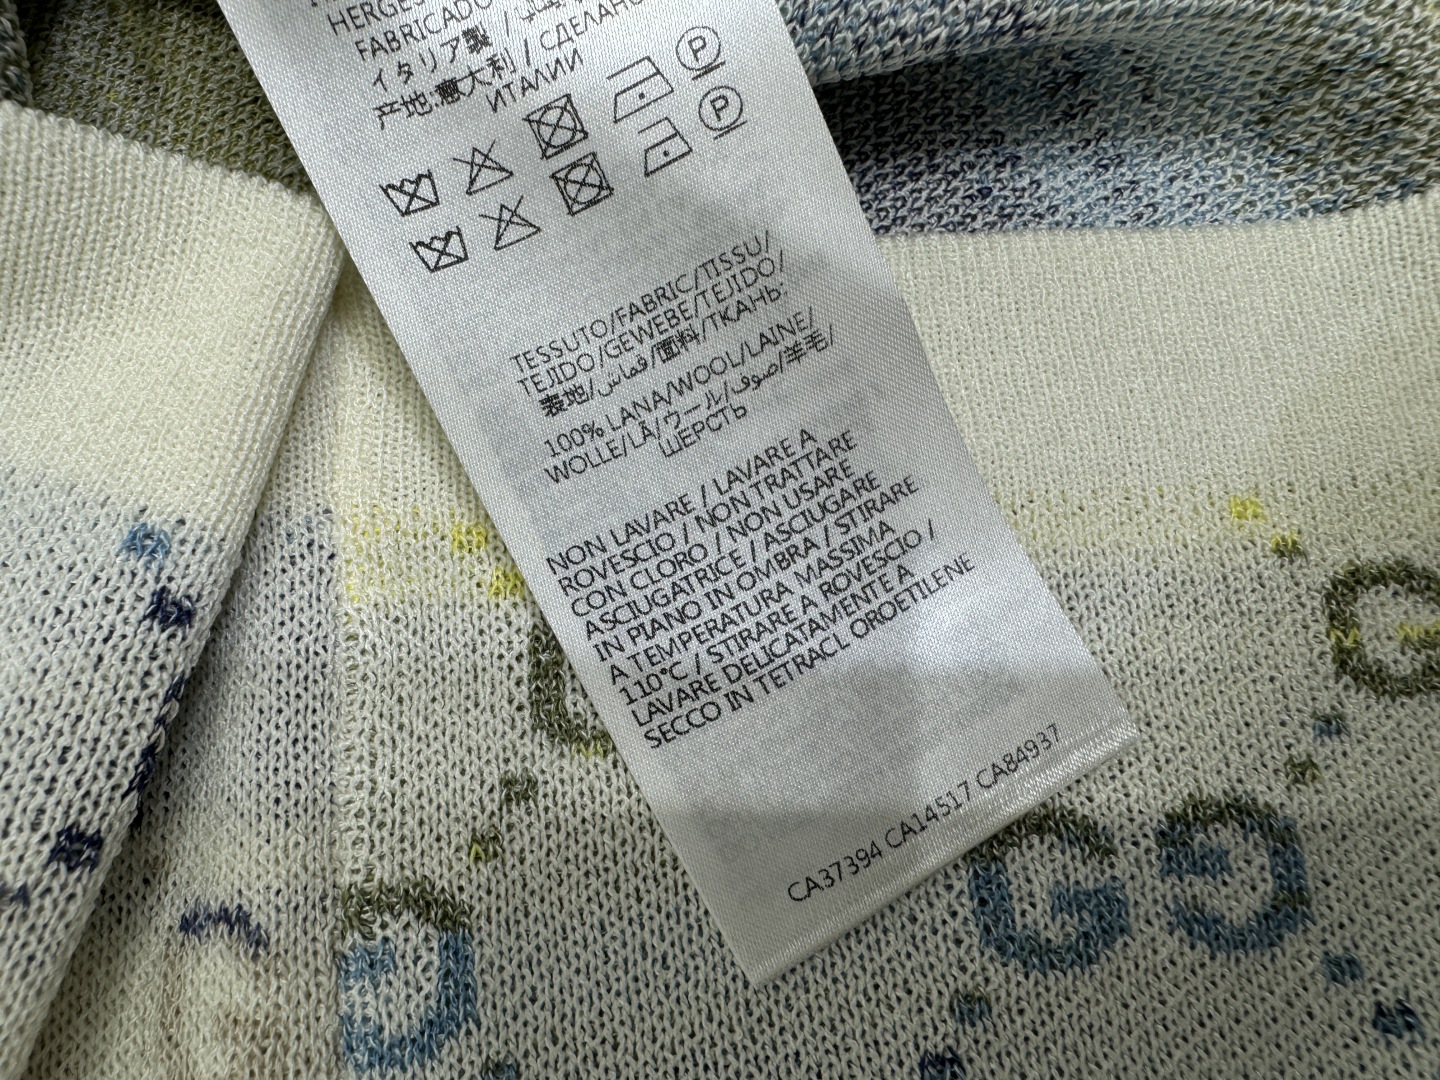 HERGES
FABRICADO
イタリア製 / СДЕЛАНО
产地:意大利 /
ИТАЛИИ
P
P
TESSUTO/FABRIC/TISSU/
TEJIDO/GEWEBE/TEJIDO/
表地/قماش/面料/ТКАНЬ:
100% LANA/WOOL/LAINE/
WOLLE/LÃ/ウール/صوف/羊毛/
ШЕРСТЬ
NON LAVARE / LAVARE A
ROVESCIO / NON TRATTARE
CON CLORO / NON USARE
ASCIUGATRICE / ASCIUGARE
IN PIANO IN OMBRA / STIRARE
A TEMPERATURA MASSIMA
110°C / STIRARE A ROVESCIO /
LAVARE DELICATAMENTE A
SECCO IN TETRACL OROETILENE
CA37394 CA14517 CA84937